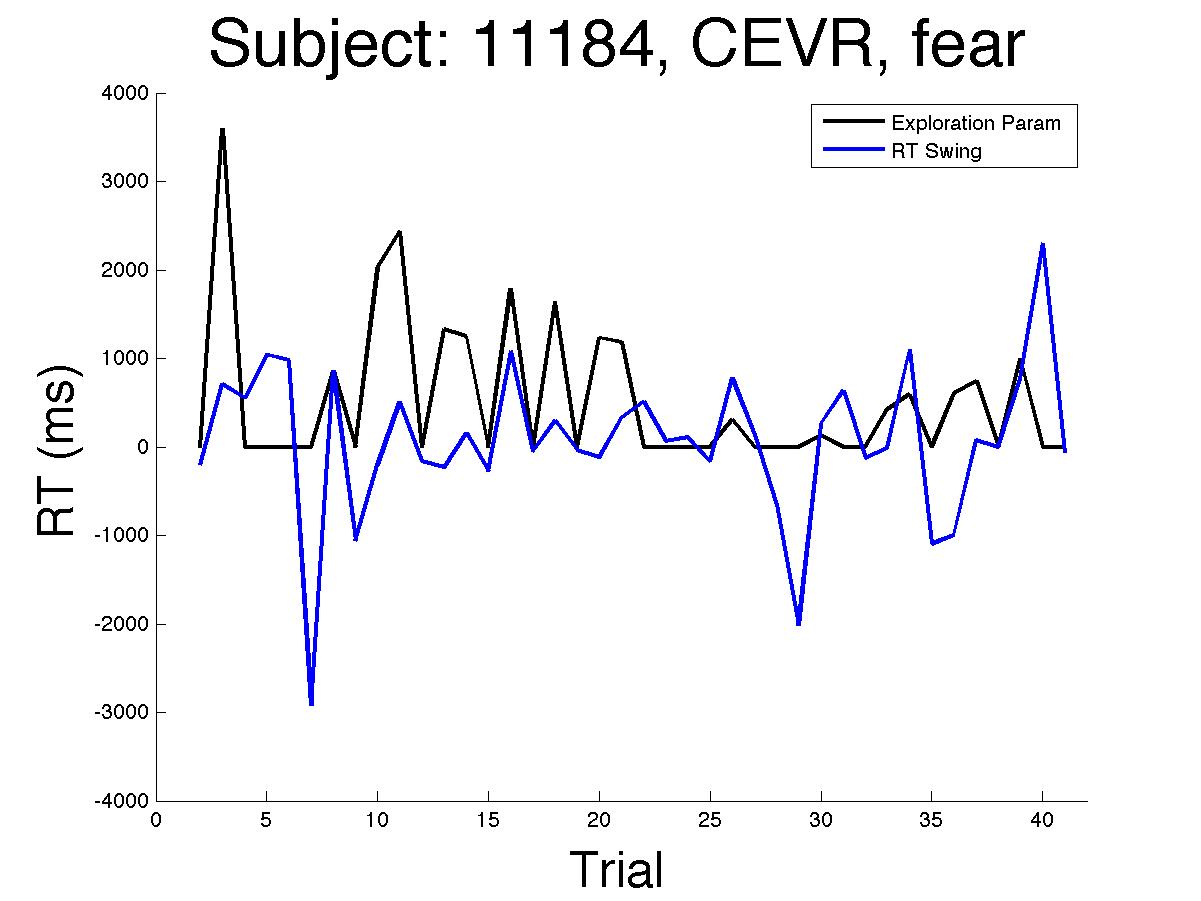 Subject: 11184, CEVR, fear
Exploration Param
RT Swing
4000
3000
2000
1000
0
-1000
-2000
-3000
-4000
RT (ms)
0 5 10 15 20 25 30 35 40
Trial